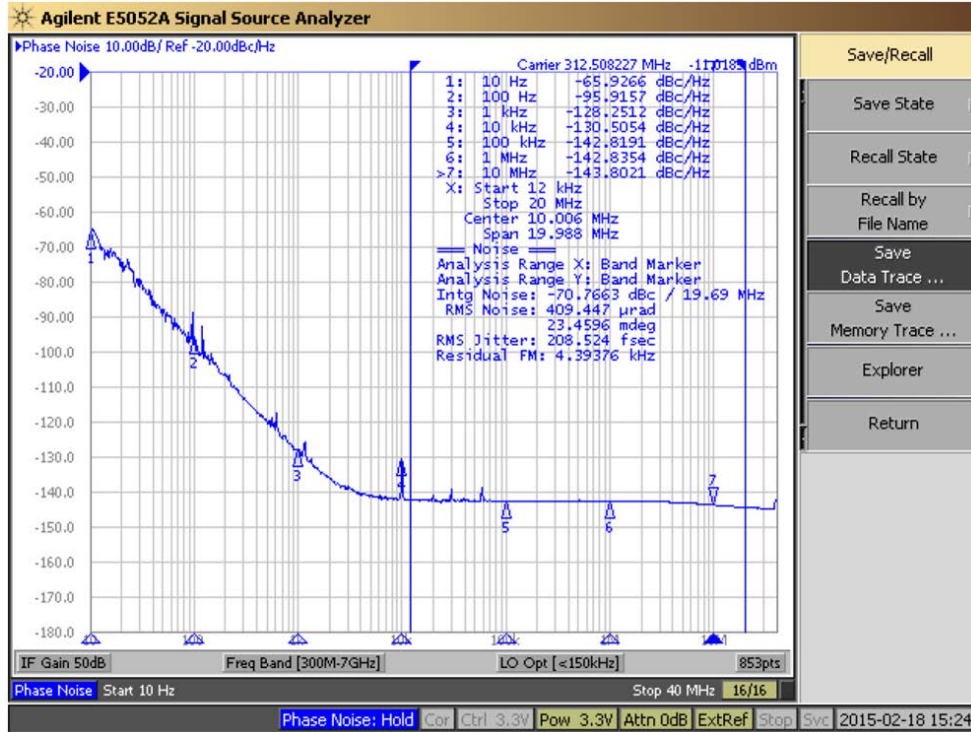 Agilent E5052A Signal Source Analyzer
Phase Noise 10.00dB/ Ref -20.00dBc/Hz
Carrier 312.508227 MHz
dBm
1: 10 Hz -65.9266 dBc/Hz
2: 100 Hz -95.9157 dBc/Hz
3: 1 kHz -128.2512 dBc/Hz
4: 10 kHz -130.5054 dBc/Hz
5: 100 kHz -142.8191 dBc/Hz
6: 1 MHz -142.8354 dBc/Hz
>7: 10 MHz -143.8021 dBc/Hz
X: Start 12 kHz
Stop 20 MHz
Center 10.006 MHz
Span 19.988 MHz
Noise
Analysis Range X: Band Marker
Analysis Range Y: Band Marker
Intg Noise: -70.7663 dBc / 19.69 MHz
RMS Noise: 409.447 µrad
23.4596 mdeg
RMS Jitter: 208.524 fsec
Residual FM: 4.39376 kHz
-20.00
-30.00
-40.00
-50.00
-60.00
-70.00
-80.00
-90.00
-100.0
-110.0
-120.0
-130.0
-140.0
-150.0
-160.0
-170.0
-180.0
1
2
3
4
5
6
7
IF Gain 50dB
Freq Band [300M-7GHz]
LO Opt [<150kHz]
853pts
Phase Noise Start 10 Hz
Stop 40 MHz
16/16
Phase Noise: Hold
Cor
Ctrl 3.3V
Pow 3.3V
Attn 0dB
ExtRef
Stop
Svc
2015-02-18 15:24
Save/Recall
Save State
Recall State
Recall by
File Name
Save
Data Trace ...
Save
Memory Trace ...
Explorer
Return